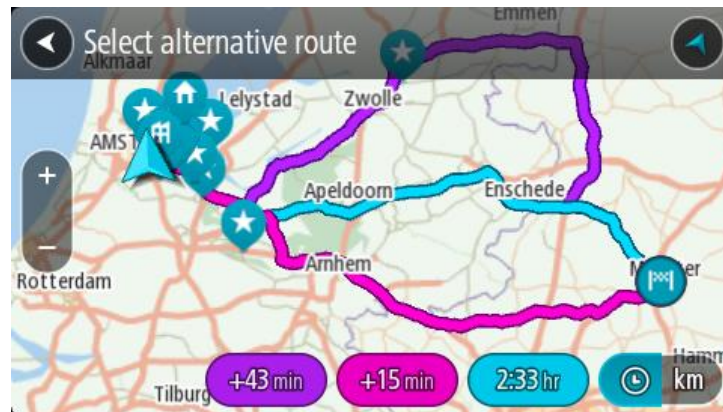 Emmen
Select alternative route
Alkmaar
Lelystad
Zwolle
AMST
+
Apeldoorn
Enschede
−
Arnhem
Rotterdam
M ter
Hamm
Tilburg
+43 min
+15 min
2:33 hr
km